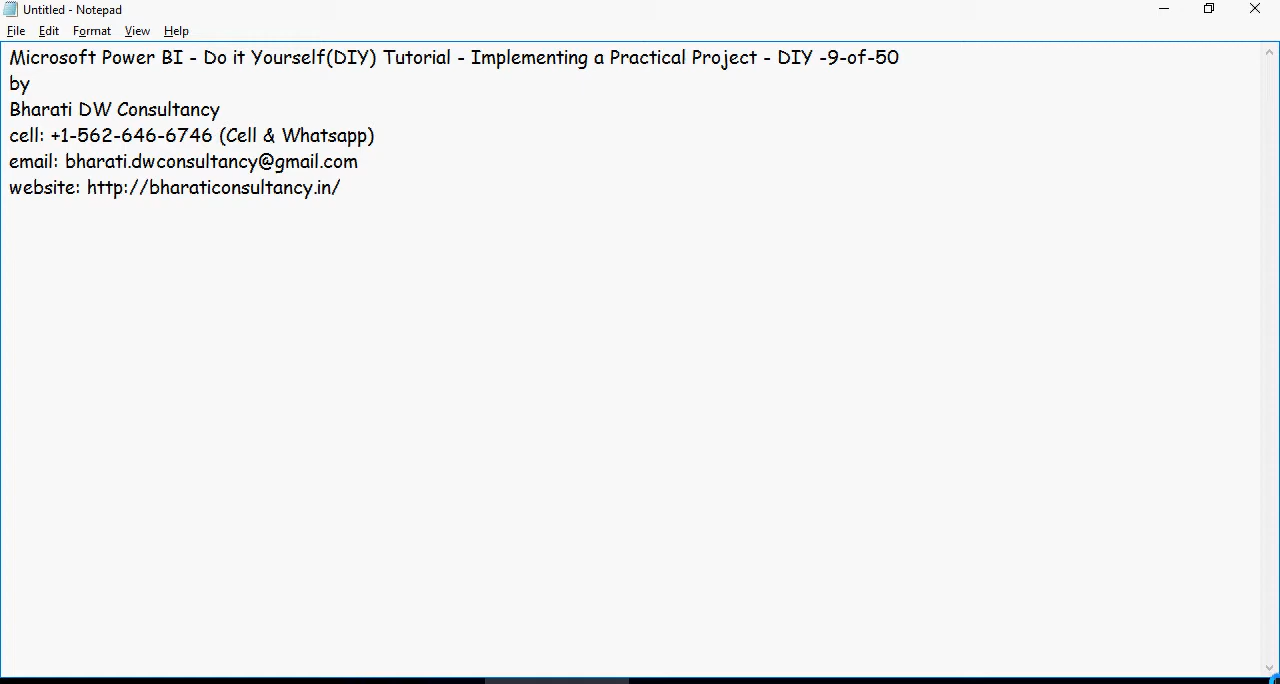 Untitled - Notepad
File Edit Format View Help
Microsoft Power BI - Do it Yourself(DIY) Tutorial - Implementing a Practical Project - DIY -9-of-50
by
Bharati DW Consultancy
cell: +1-562-646-6746 (Cell & Whatsapp)
email: bharati.dwconsultancy@gmail.com
website: http://bharaticonsultancy.in/